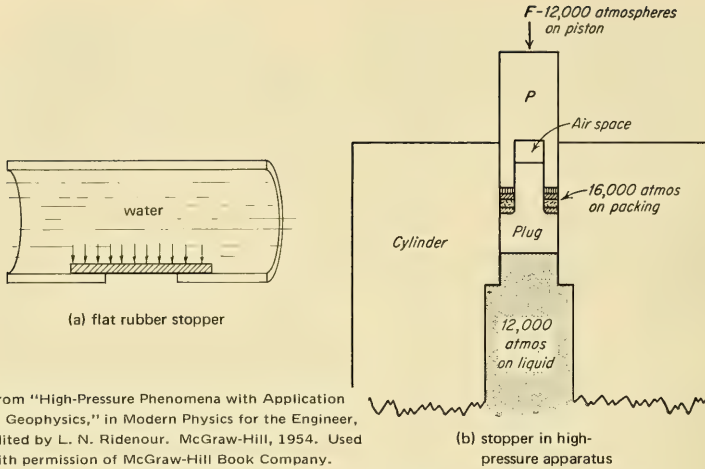 F-12,000 atmospheres
on piston
P
Air space
16,000 atmos
on packing
Plug
Cylinder
12,000
atmos
on liquid
water
(a) flat rubber stopper
(b) stopper in high-
pressure apparatus
rom "High-Pressure Phenomena with Application
Geophysics," in Modern Physics for the Engineer,
ited by L. N. Ridenour. McGraw-Hill, 1954. Used
ith permission of McGraw-Hill Book Company.